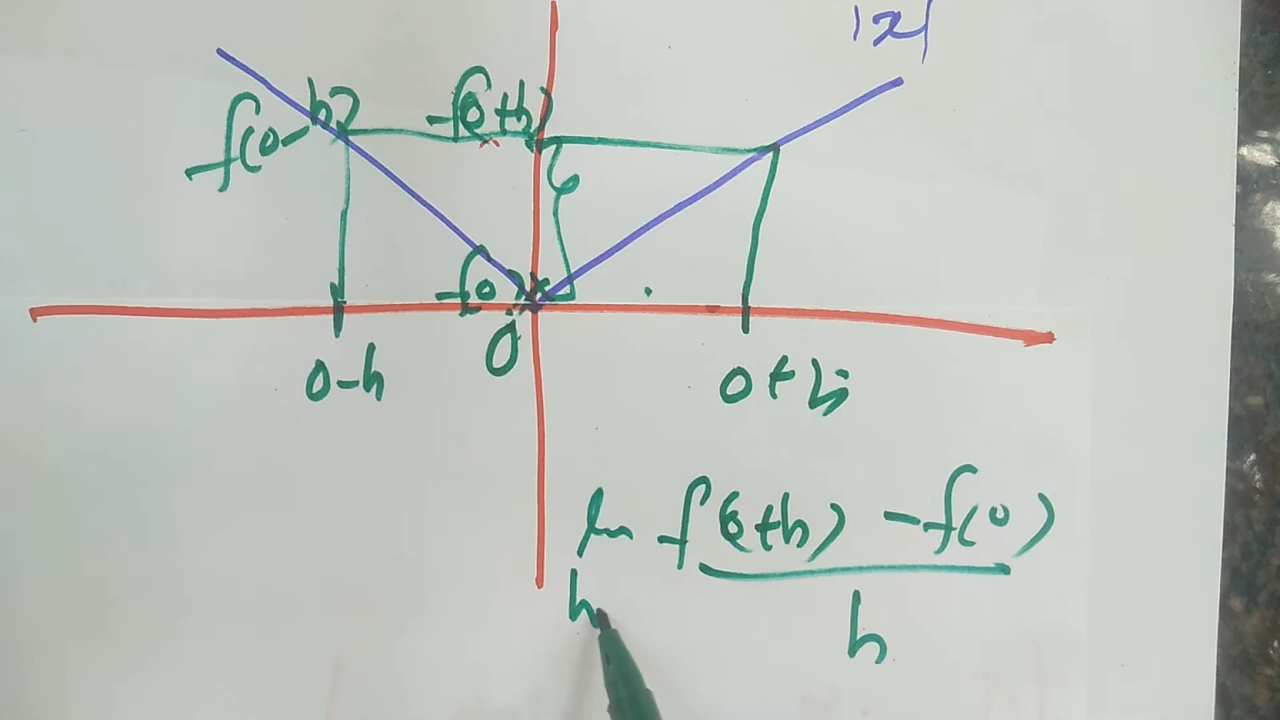 |x|
f(0-h) f(0+h)
f(0)
0
0-h 0+h
lim f(0+h) - f(0)
h h